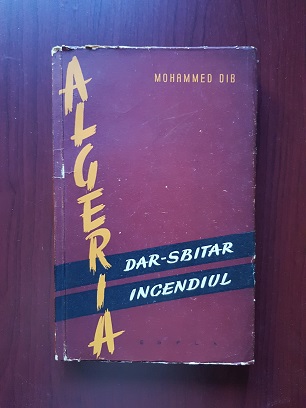 MOHAMMED DIB
ALGERIA
DAR-SBITAR
INCENDIUL